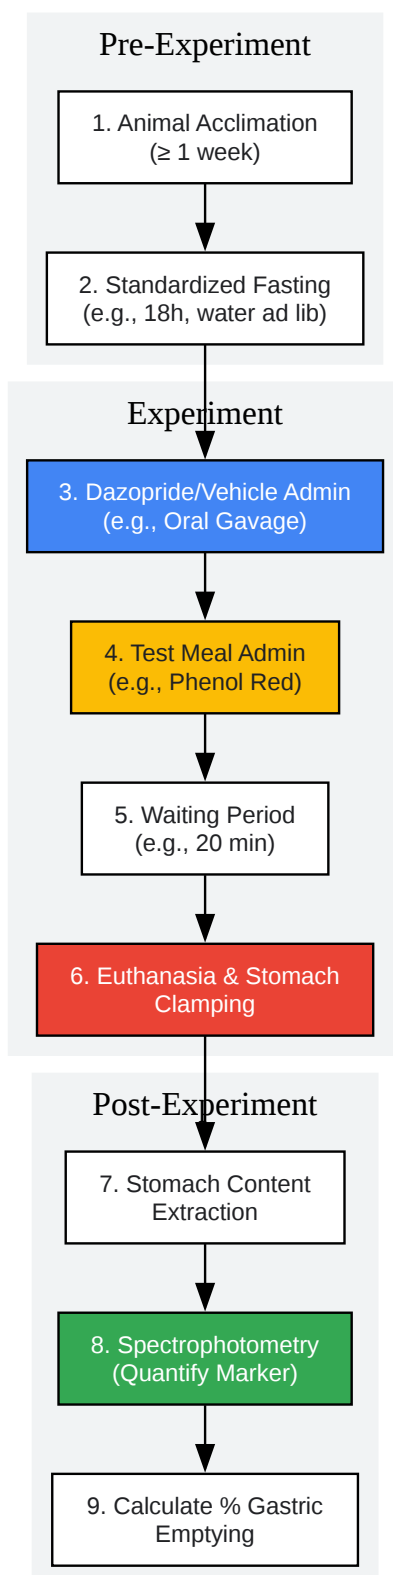 Pre-Experiment
1. Animal Acclimation
(≥ 1 week)
2. Standardized Fasting
(e.g., 18h, water ad lib)
Experiment
3. Dazopride/Vehicle Admin
(e.g., Oral Gavage)
4. Test Meal Admin
(e.g., Phenol Red)
5. Waiting Period
(e.g., 20 min)
6. Euthanasia & Stomach
Clamping
Post-Experiment
7. Stomach Content
Extraction
8. Spectrophotometry
(Quantify Marker)
9. Calculate % Gastric
Emptying